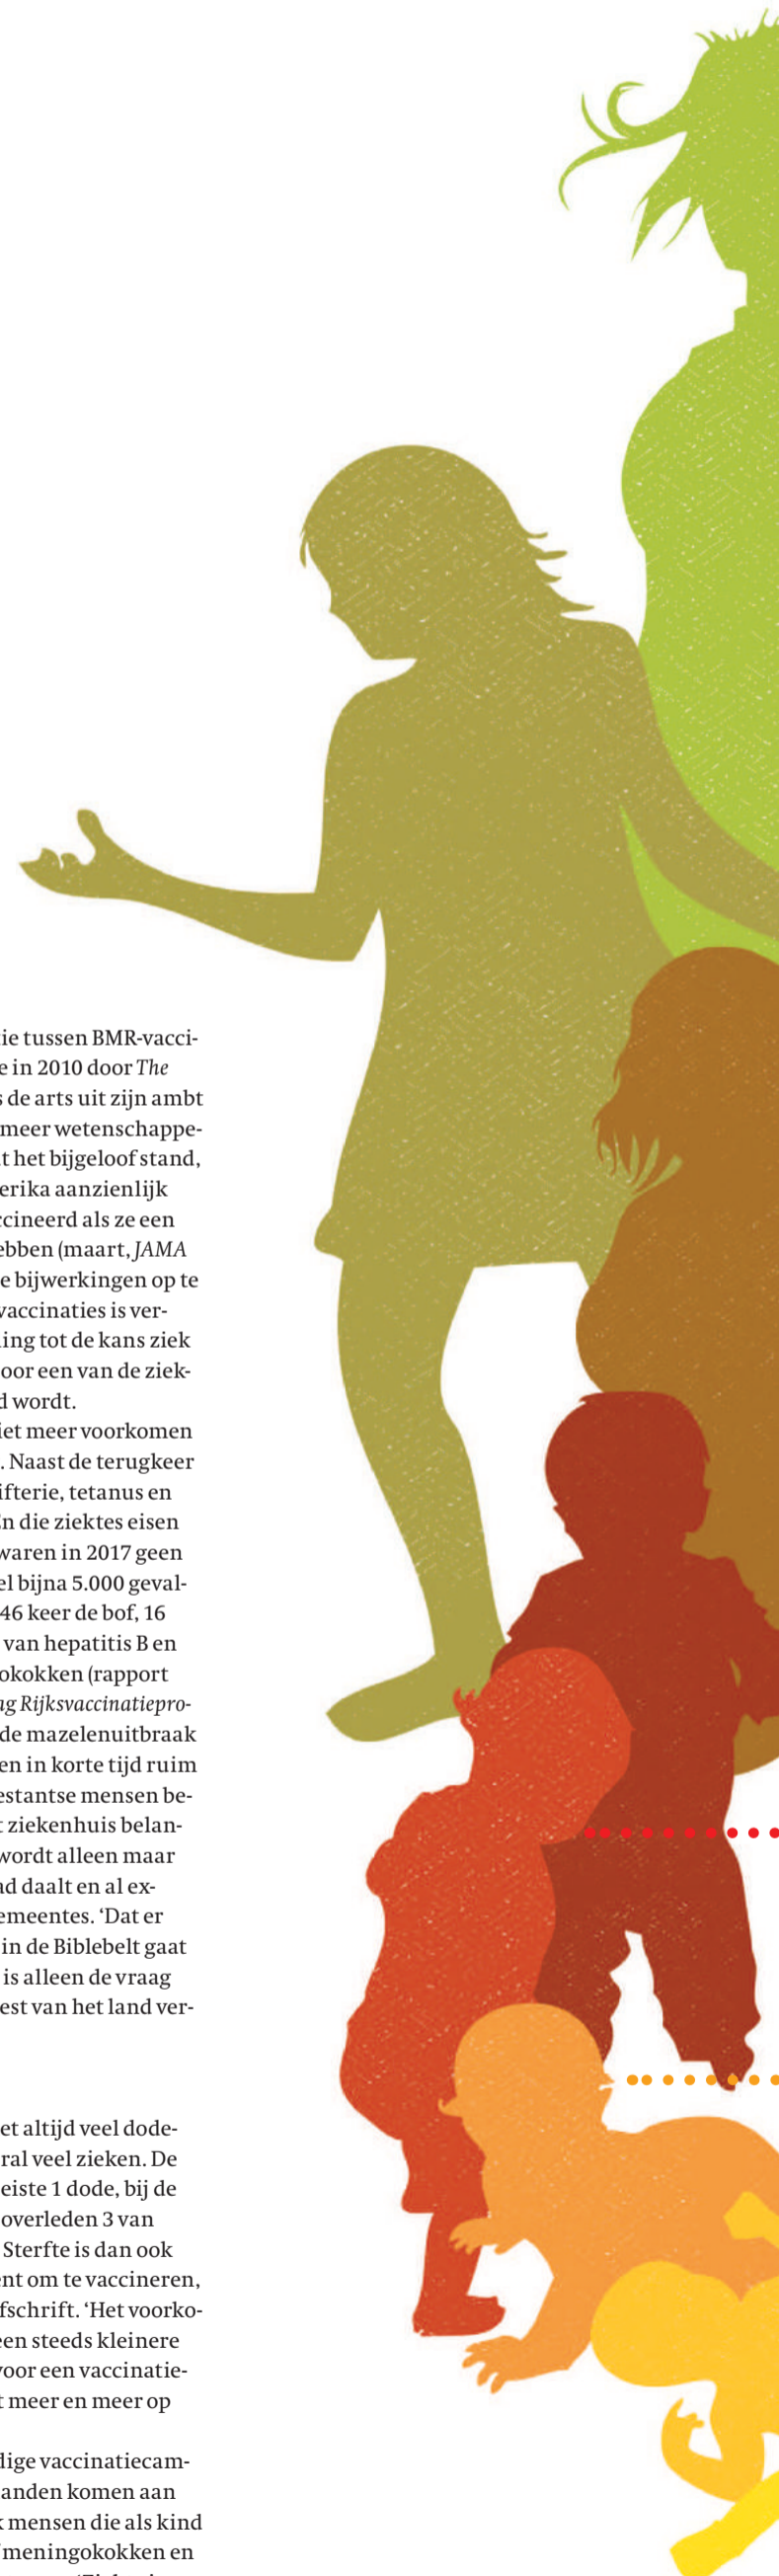 ie tussen BMR-vacci-
e in 2010 door The
s de arts uit zijn ambt
meer wetenschappe-
t het bijgeloof stand,
erika aanzienlijk
ccineerd als ze een
ebben (maart, JAMA
e bijwerkingen op te
vaccinaties is ver-
ling tot de kans ziek
oor een van de ziek-
d wordt.
iet meer voorkomen
. Naast de terugkeer
ifterie, tetanus en
En die ziektes eisen
waren in 2017 geen
el bijna 5.000 geval-
46 keer de bof, 16
van hepatitis B en
okokken (rapport
ag Rijksvaccinatiepro-
de mazelenuitbraak
en in korte tijd ruim
estantse mensen be-
t ziekenhuis belan-
wordt alleen maar
ad daalt en al ex-
emeentes. ‘Dat er
in de Biblebelt gaat
is alleen de vraag
est van het land ver-
et altijd veel dode-
ral veel zieken. De
eiste 1 dode, bij de
overleden 3 van
Sterfte is dan ook
ent om te vaccineren,
fschrift. ‘Het voorko-
een steeds kleinere
voor een vaccinatie-
t meer en meer op
dige vaccinatiecam-
anden komen aan
k mensen die als kind
meningokokken en